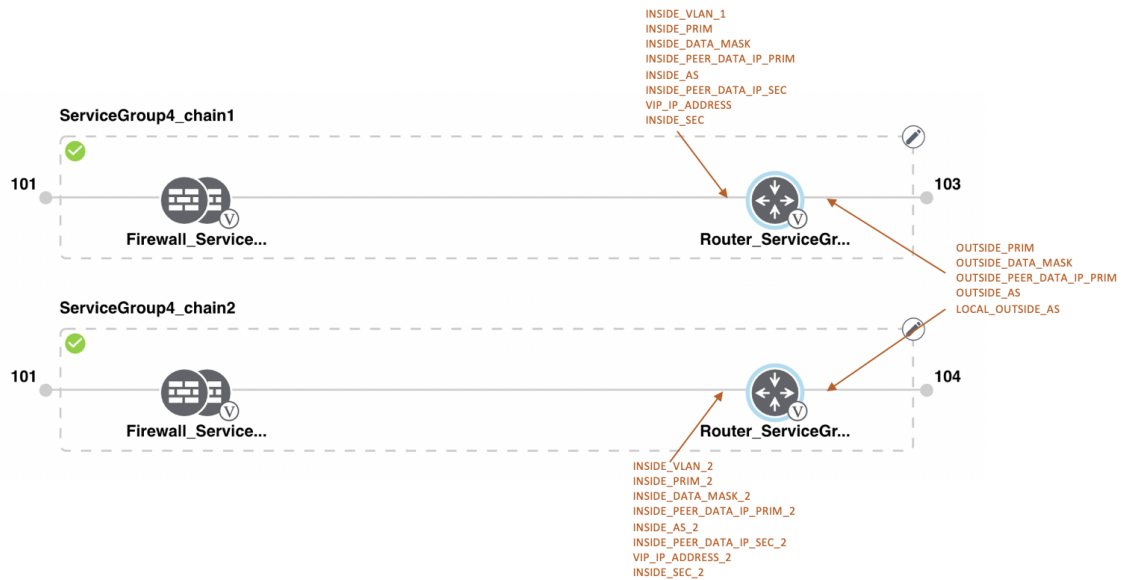 INSIDE_VLAN_1
INSIDE_PRIM
INSIDE_DATA_MASK
INSIDE_PEER_DATA_IP_PRIM
INSIDE_AS
INSIDE_PEER_DATA_IP_SEC
VIP_IP_ADDRESS
INSIDE_SEC
ServiceGroup4_chain1
101
103
V
V
Firewall_Service...
Router_ServiceGr...
OUTSIDE_PRIM
OUTSIDE_DATA_MASK
OUTSIDE_PEER_DATA_IP_PRIM
OUTSIDE_AS
LOCAL_OUTSIDE_AS
ServiceGroup4_chain2
101
104
V
V
Firewall_Service...
Router_ServiceGr...
INSIDE_VLAN_2
INSIDE_PRIM_2
INSIDE_DATA_MASK_2
INSIDE_PEER_DATA_IP_PRIM_2
INSIDE_AS_2
INSIDE_PEER_DATA_IP_SEC_2
VIP_IP_ADDRESS_2
INSIDE_SEC_2